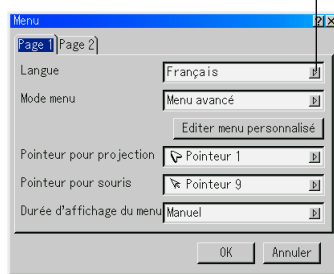 Menu
Page 1 Page 2
Langue Français
Mode menu Menu avancé
Editer menu personnalisé
Pointeur pour projection Pointeur 1
Pointeur pour souris Pointeur 9
Durée d'affichage du menu Manuel
OK Annuler